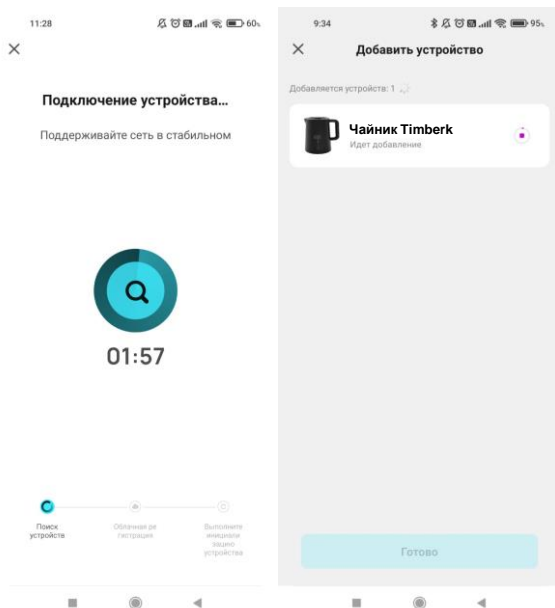 11:28
60%
Подключение устройства...
Поддерживайте сеть в стабильном
01:57
Поиск
устройств
Облачная ре
гистрация
Выполните
инициали
зацию
устройства
9:34
95%
Добавить устройство
Добавляется устройств: 1
Чайник Timberk
Идет добавление
Готово